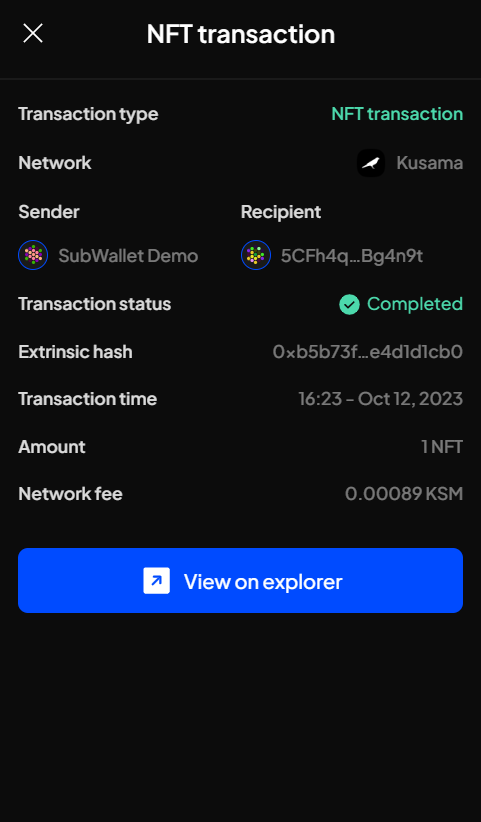 NFT transaction
Transaction type NFT transaction
Network Kusama
Sender Recipient
SubWallet Demo 5CFh4q...Bg4n9t
Transaction status Completed
Extrinsic hash 0xb5b73f...e4d1d1cb0
Transaction time 16:23 - Oct 12, 2023
Amount 1 NFT
Network fee 0.00089 KSM
View on explorer